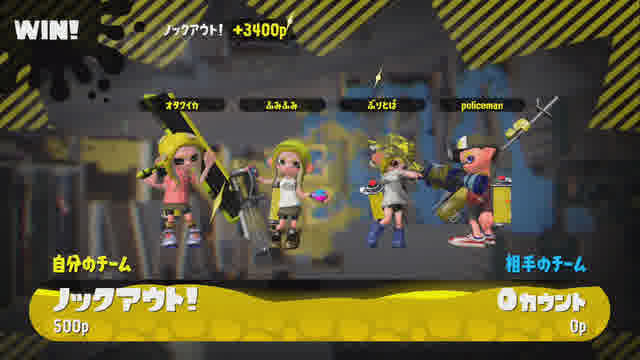 WIN!
ノックアウト! +3400p
オタクイカ
ふみふみ
ぷりとぱ
policeman
自分のチーム
相手のチーム
ノックアウト!
0カウント
500p
0p